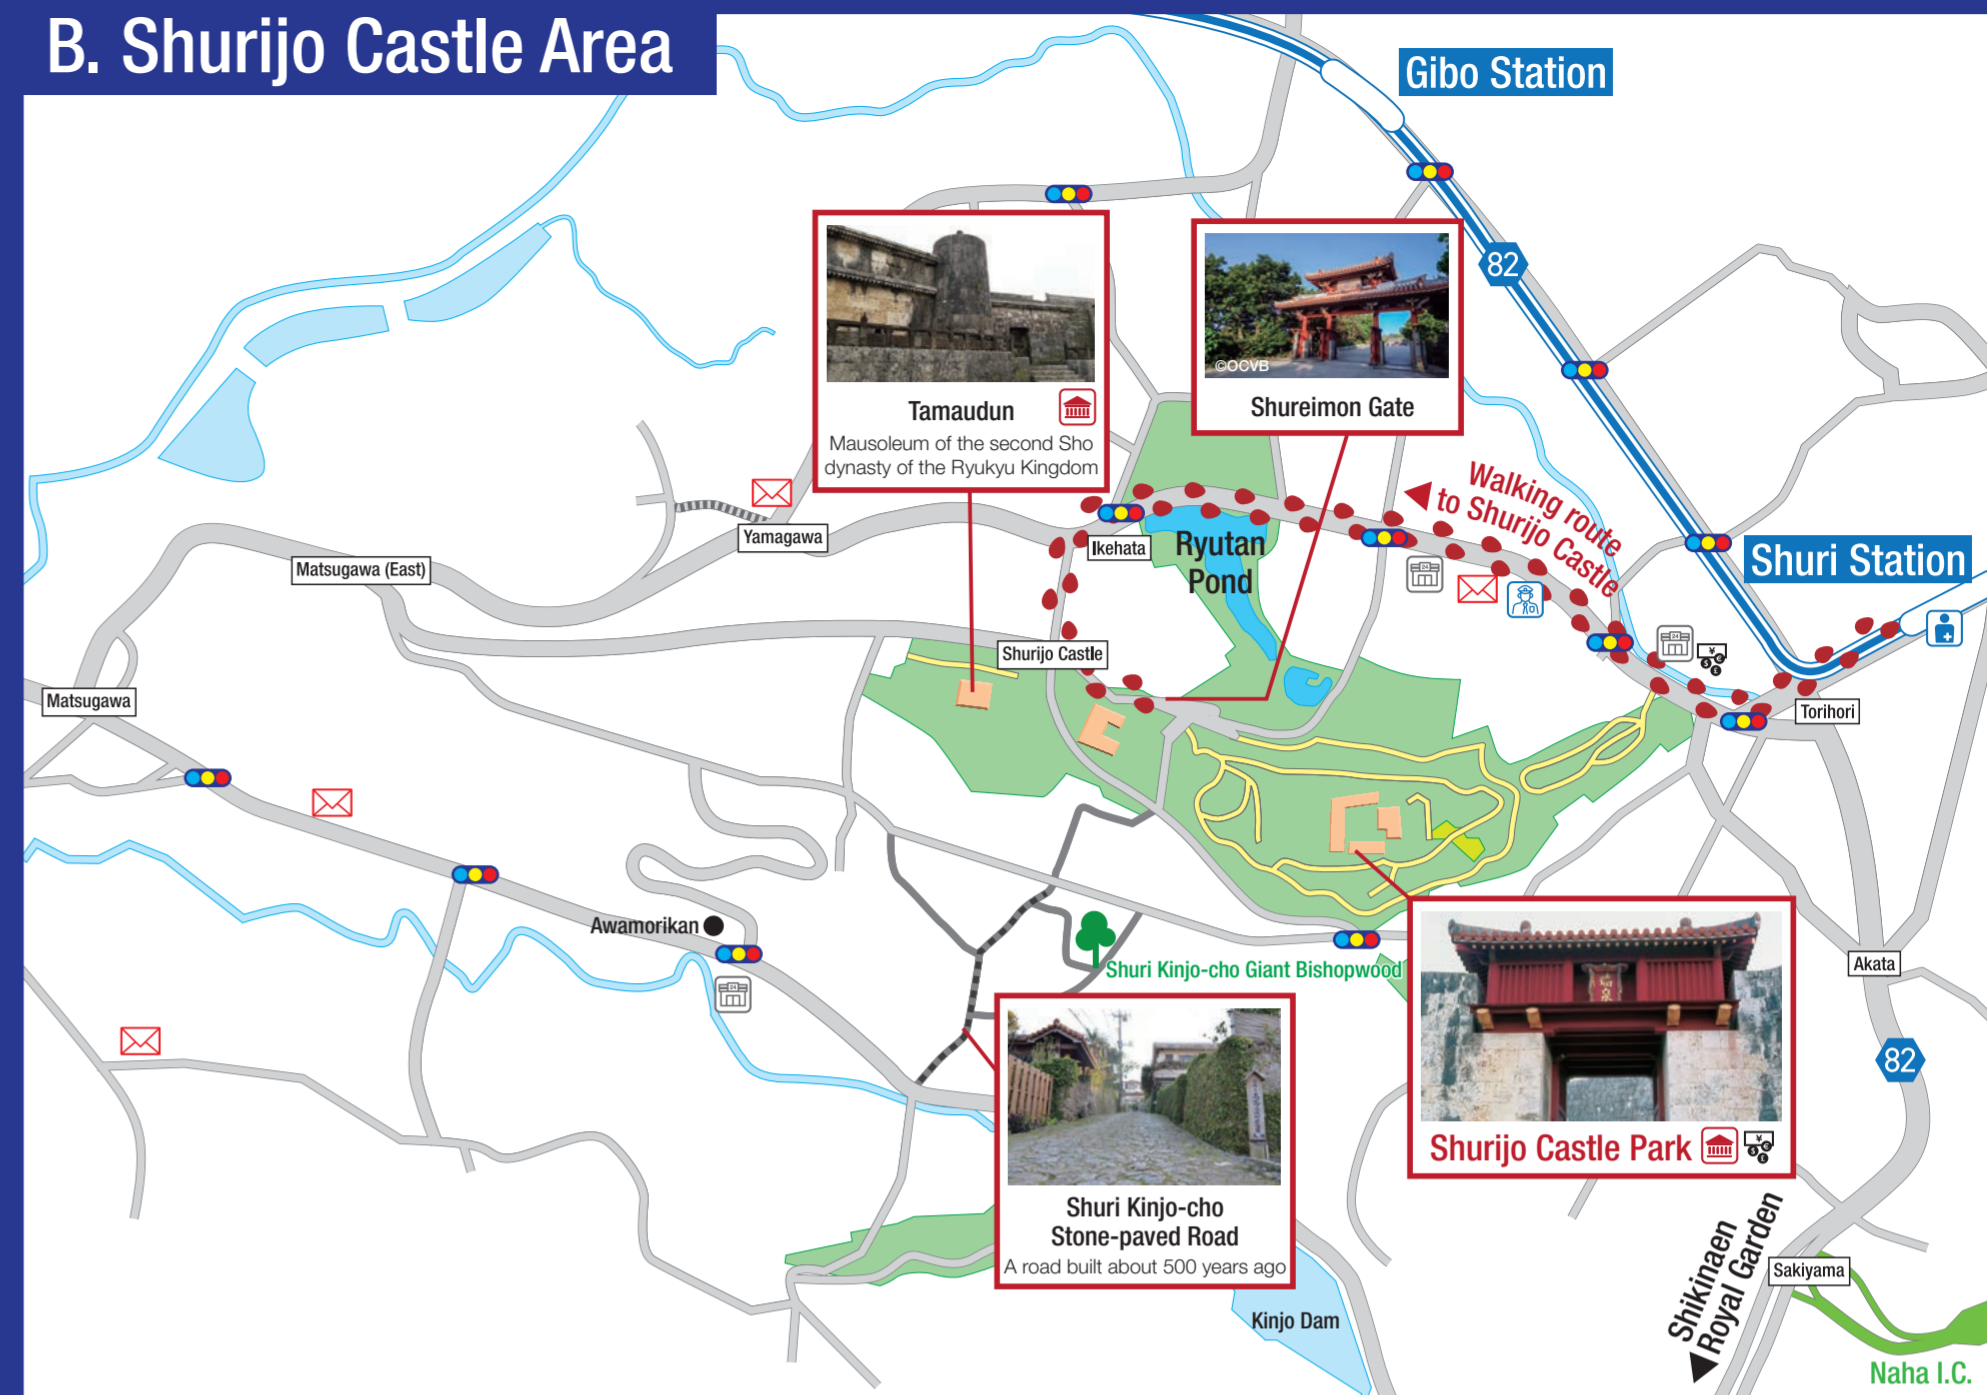 B. Shurijo Castle Area
Gibo Station
82
©OCVB
Shureimon Gate
Tamaudun
Mausoleum of the second Sho
dynasty of the Ryukyu Kingdom
Walking route
to Shurijo Castle
Yamagawa
Ikehata
Ryutan
Pond
Matsugawa (East)
Shuri Station
24
24
Shurijo Castle
Matsugawa
Torihori
Awamorikan
24
Shuri Kinjo-cho Giant Bishopwood
Akata
82
Shurijo Castle Park
Shuri Kinjo-cho
Stone-paved Road
A road built about 500 years ago
Kinjo Dam
Shikinaen
Royal Garden
Sakiyama
Naha I.C.